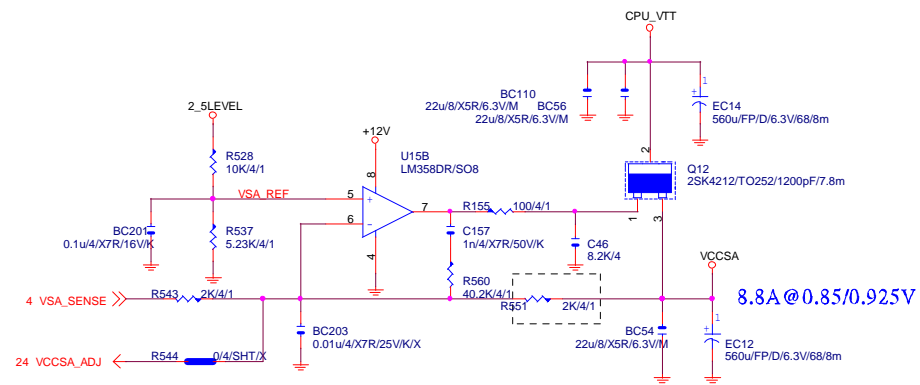 CPU_VTT
BC110
22u/8/X5R/6.3V/M
BC56
22u/8/X5R/6.3V/M
1
+
EC14
560u/FP/D/6.3V/68/8m
2_5LEVEL
+12V
R528
10K/4/1
U15B
LM358DR/SO8
8
2
Q12
2SK4212/TO252/1200pF/7.8m
VSA_REF
5
+
6
-
7
4
R155
100/4/1
1
3
BC201
0.1u/4/X7R/16V/K
R537
5.23K/4/1
C157
1n/4/X7R/50V/K
C46
8.2K/4
VCCSA
R560
40.2K/4/1
4 VSA_SENSE
R543
2K/4/1
R551
2K/4/1
8.8A@0.85/0.925V
BC203
0.01u/4/X7R/25V/K/X
BC54
22u/8/X5R/6.3V/M
1
+
EC12
560u/FP/D/6.3V/68/8m
24 VCCSA_ADJ
R544
0/4/SHT/X